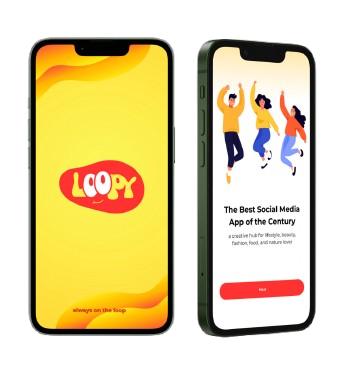 LOOPY
always on the loop
The Best Social Media
App of the Century
a creative hub for lifestyle, beauty,
fashion, food, and nature lover